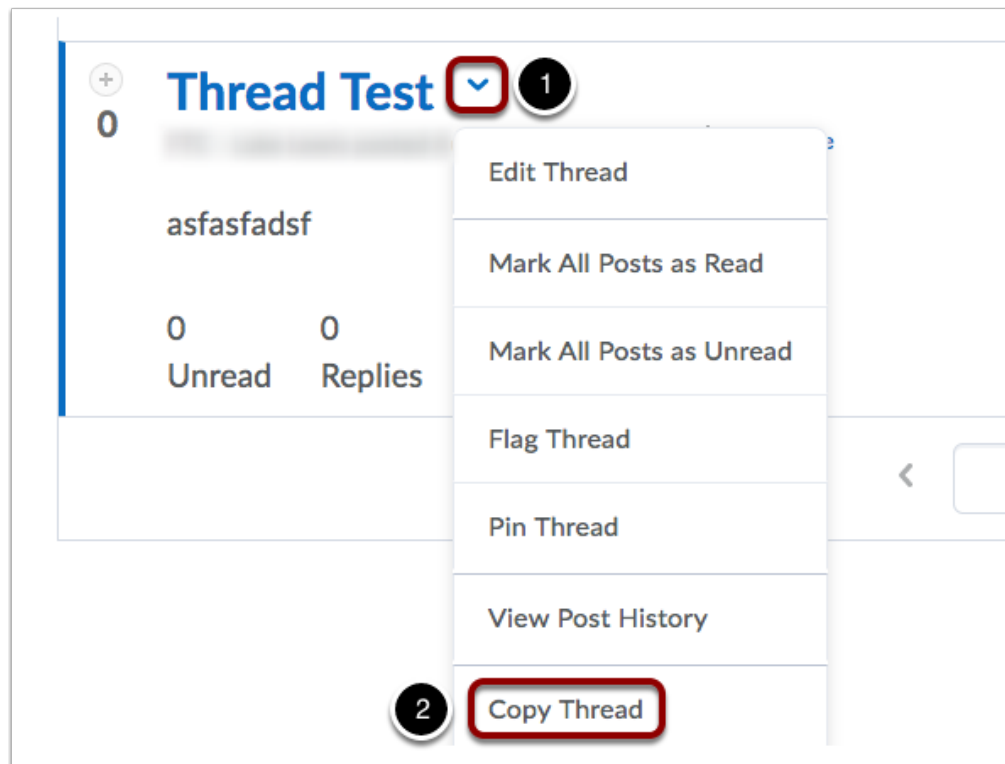 Thread Test
1
0
Edit Thread
asfasfadsf
Mark All Posts as Read
Mark All Posts as Unread
0 0
Unread Replies
Flag Thread
Pin Thread
View Post History
2
Copy Thread